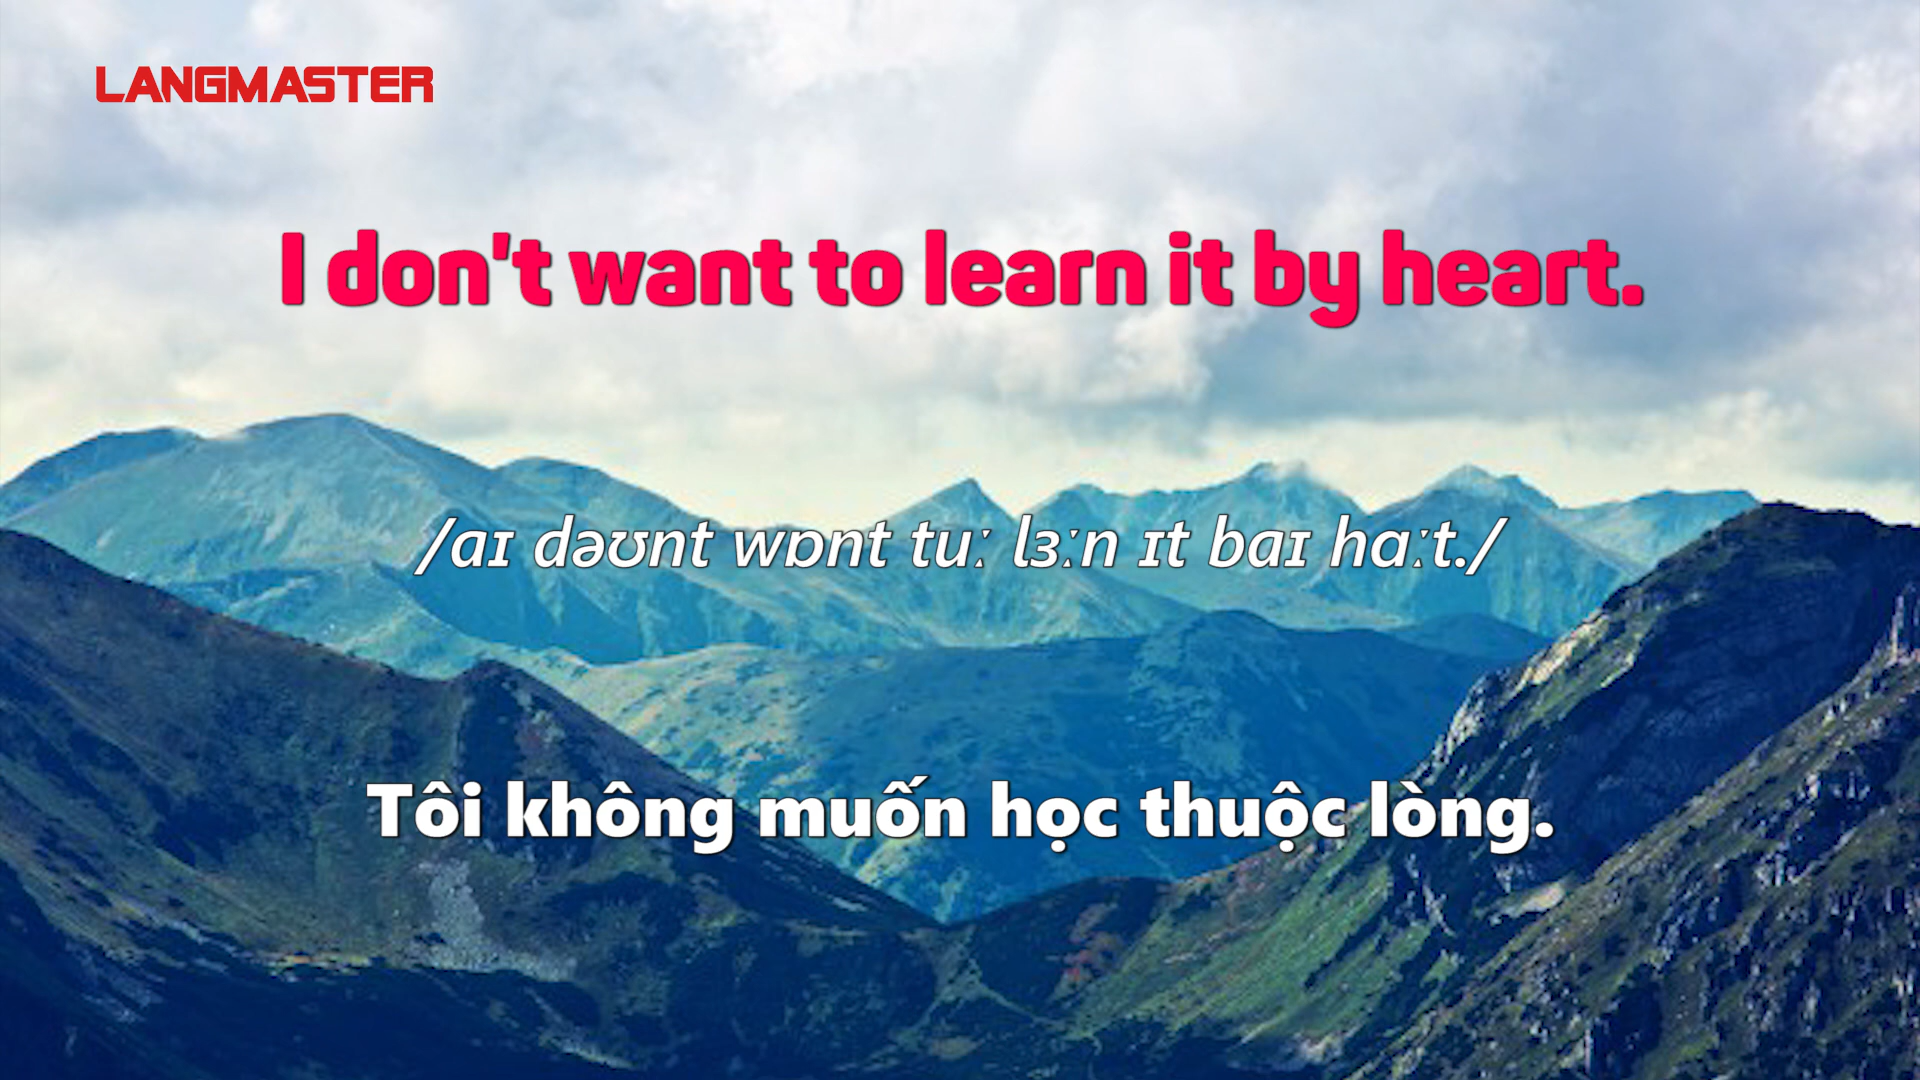 LANGMASTER
I don't want to learn it by heart.
/aɪ dəʊnt wɒnt tuː lɜːn ɪt baɪ hɑːt./
Tôi không muốn học thuộc lòng.